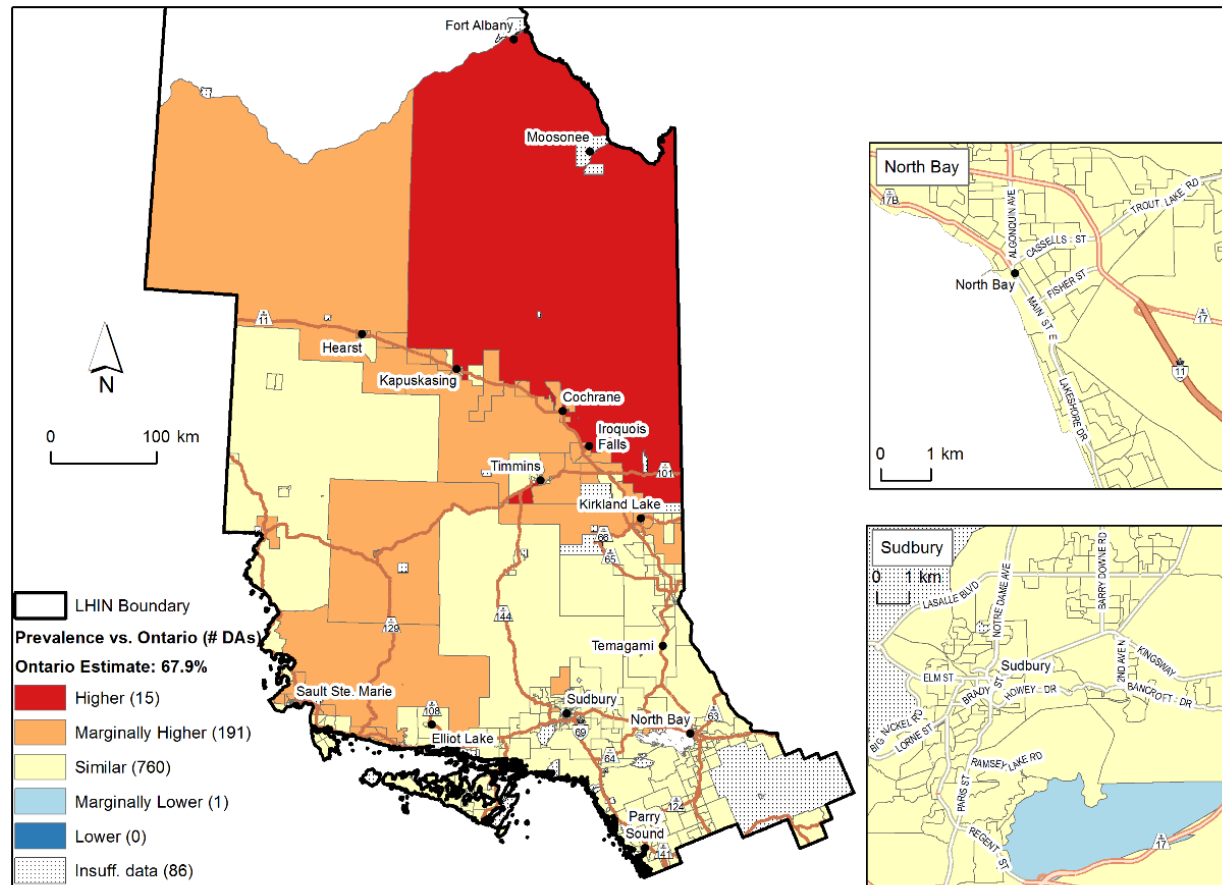 Fort Albany
Moosonee
11
Hearst
Kapuskasing
Cochrane
Iroquois
Falls
Timmins
101
Kirkland Lake
66
65
N
0 100 km
144
129
Temagami
Sault Ste. Marie
108
Elliot Lake
Sudbury
69
North Bay
63
64
124
Parry
Sound
141
LHIN Boundary
Prevalence vs. Ontario (# DAs)
Ontario Estimate: 67.9%
Higher (15)
Marginally Higher (191)
Similar (760)
Marginally Lower (1)
Lower (0)
Insuff. data (86)
North Bay
17B
ALGONQUIN AVE
TROUT LAKE RD
CASSELLS ST
North Bay
FISHER ST
MAIN ST E
17
11
LAKESHORE DR
0 1 km
Sudbury
0 1 km
LASALLE BLVD
NOTRE DAME AVE
BARRY DOWNE RD
Sudbury
KINGSWAY
ELM ST
BRADY ST
HOWEY DR
2ND AVE N
BANCROFT DR
BIG NICKEL RD
LORNE ST
RAMSEY LAKE RD
PARIS ST
REGENT ST
17